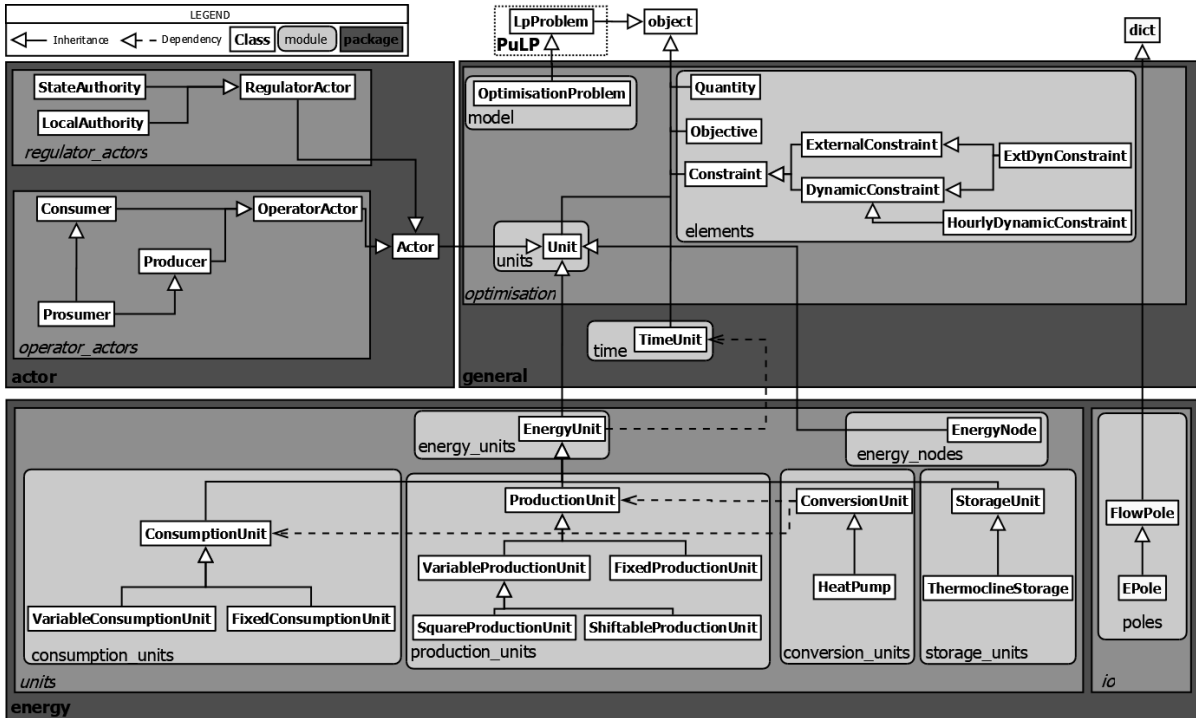 LEGEND
Inheritance
Dependency
Class
module
package
LpProblem
object
PuLP
dict
StateAuthority
RegulatorActor
LocalAuthority
regulator_actors
Consumer
OperatorActor
Producer
Prosumer
operator_actors
Actor
actor
OptimisationProblem
model
Quantity
Objective
Constraint
ExternalConstraint
ExtDynConstraint
DynamicConstraint
HourlyDynamicConstraint
elements
Unit
units
optimisation
TimeUnit
time
general
EnergyUnit
energy_units
EnergyNode
energy_nodes
ConsumptionUnit
VariableConsumptionUnit
FixedConsumptionUnit
consumption_units
ProductionUnit
VariableProductionUnit
FixedProductionUnit
SquareProductionUnit
ShiftableProductionUnit
production_units
ConversionUnit
HeatPump
conversion_units
StorageUnit
ThermoclineStorage
storage_units
units
FlowPole
EPole
poles
io
energy